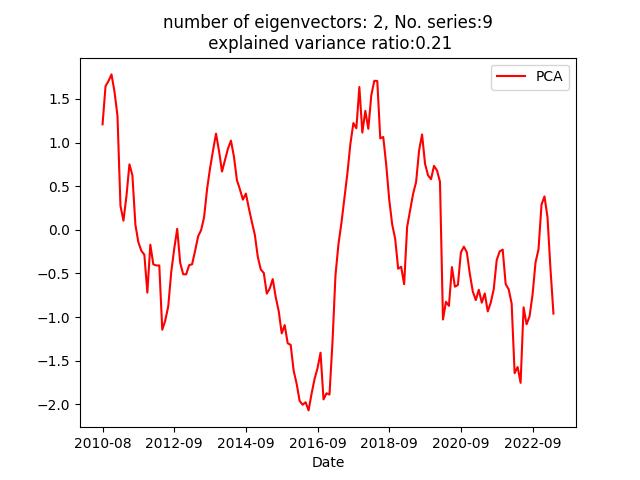 number of eigenvectors: 2, No. series:9
explained variance ratio:0.21
PCA
1.5
1.0
0.5
0.0
−0.5
−1.0
−1.5
−2.0
2010-08 2012-09 2014-09 2016-09 2018-09 2020-09 2022-09
Date